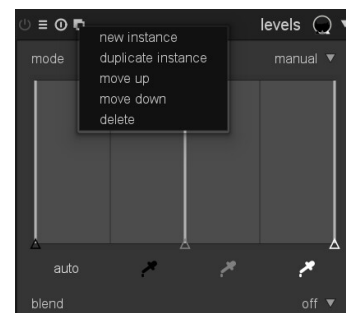 levels
new instance
mode
duplicate instance
manual
move up
move down
delete
auto
blend
off